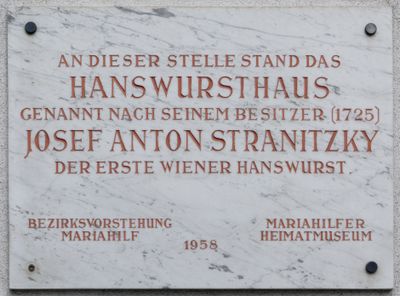 AN DIESER STELLE STAND DAS
HANSWURSTHAUS
GENANNT NACH SEINEM BESITZER (1725)
JOSEF ANTON STRANITZKY
DER ERSTE WIENER HANSWURST.
BEZIRKSVORSTEHUNG
MARIAHILF
1958
MARIAHILFER
HEIMATMUSEUM